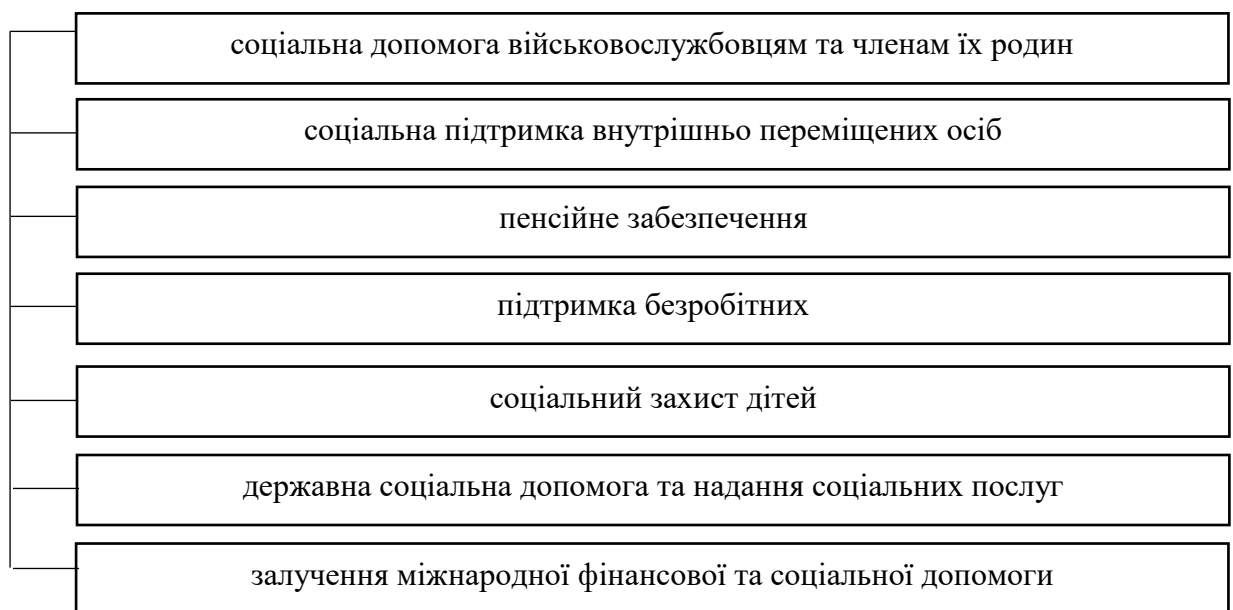 соціальна допомога військовослужбовцям та членам їх родин
соціальна підтримка внутрішньо переміщених осіб
пенсійне забезпечення
підтримка безробітних
соціальний захист дітей
державна соціальна допомога та надання соціальних послуг
залучення міжнародної фінансової та соціальної допомоги